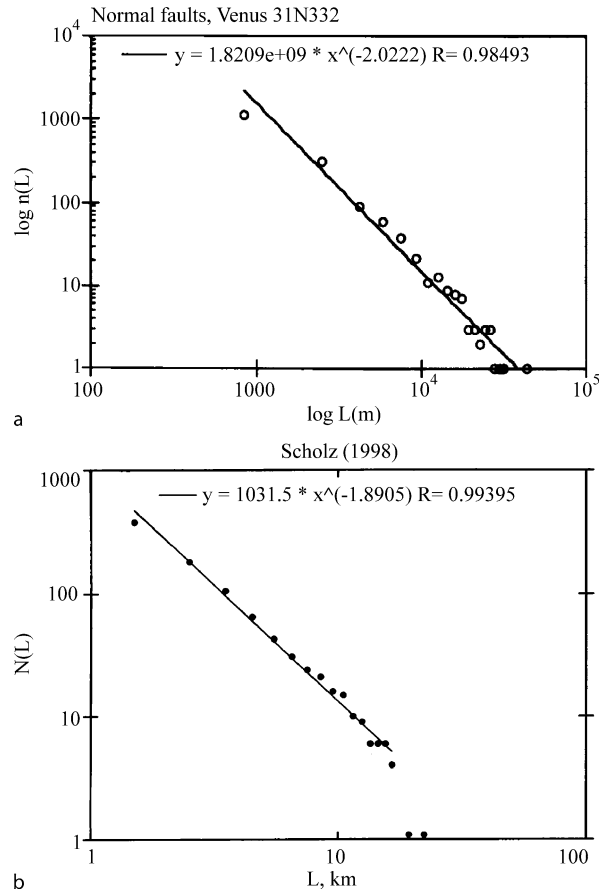 Normal faults, Venus 31N332
10^4
y = 1.8209e+09 * x^(-2.0222) R= 0.98493
1000
log n(L)
100
10
1
100
1000
10^4
10^5
log L(m)
a
Scholz (1998)
1000
y = 1031.5 * x^(-1.8905) R= 0.99395
100
N(L)
10
1
1
10
100
L, km
b